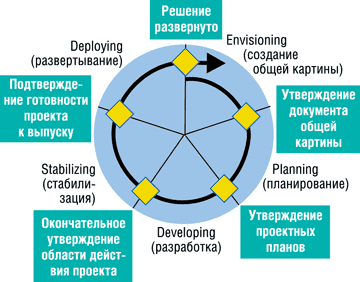 Решение
развернуто
Deploying
(развертывание)
Envisioning
(создание
общей картины)
Подтвержде-
ние готовности
проекта
к выпуску
Утверждение
документа
общей
картины
Stabilizing
(стабили-
зация)
Planning
(планирование)
Окончательное
утверждение
области дейст-
вия проекта
Developing
(разработка)
Утверждение
проектных
планов